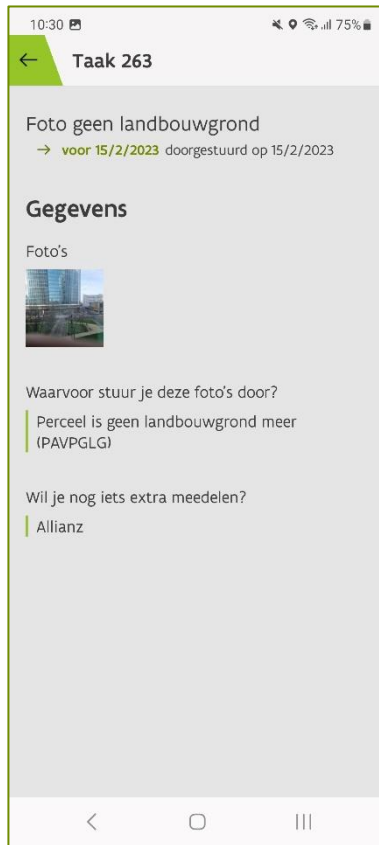 10:30 75%
Taak 263
Foto geen landbouwgrond
→ voor 15/2/2023 doorgestuurd op 15/2/2023
Gegevens
Foto's
Waarvoor stuur je deze foto's door?
Perceel is geen landbouwgrond meer
(PAVPGLG)
Wil je nog iets extra meedelen?
Allianz